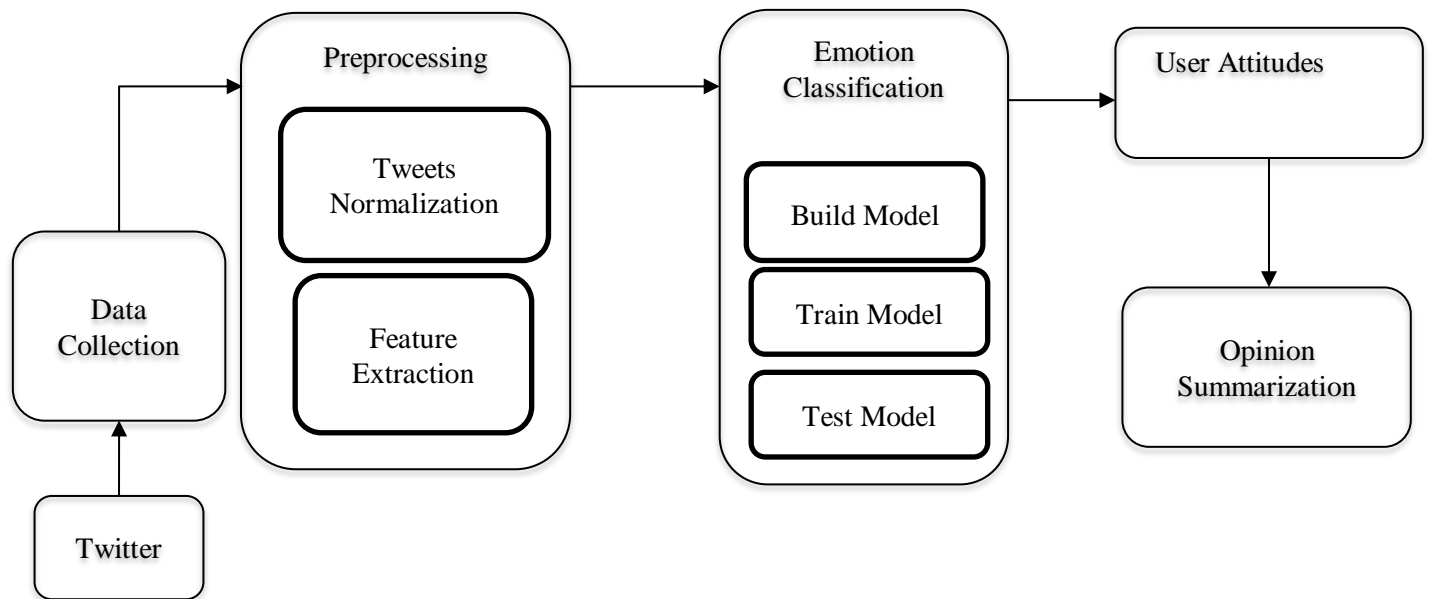 Preprocessing
Tweets
Normalization
Feature
Extraction
Emotion
Classification
Build Model
Train Model
Test Model
User Attitudes
Opinion
Summarization
Data
Collection
Twitter